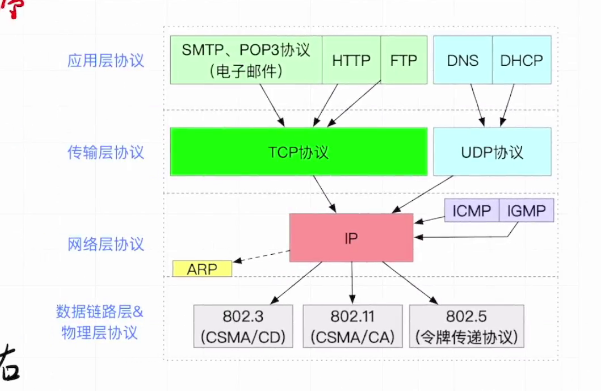 序
应用层协议
SMTP、POP3协议
（电子邮件）
HTTP
FTP
DNS
DHCP
传输层协议
TCP协议
UDP协议
网络层协议
ICMP
IGMP
IP
ARP
数据链路层&
物理层协议
802.3
(CSMA/CD)
802.11
(CSMA/CA)
802.5
(令牌传递协议)
右